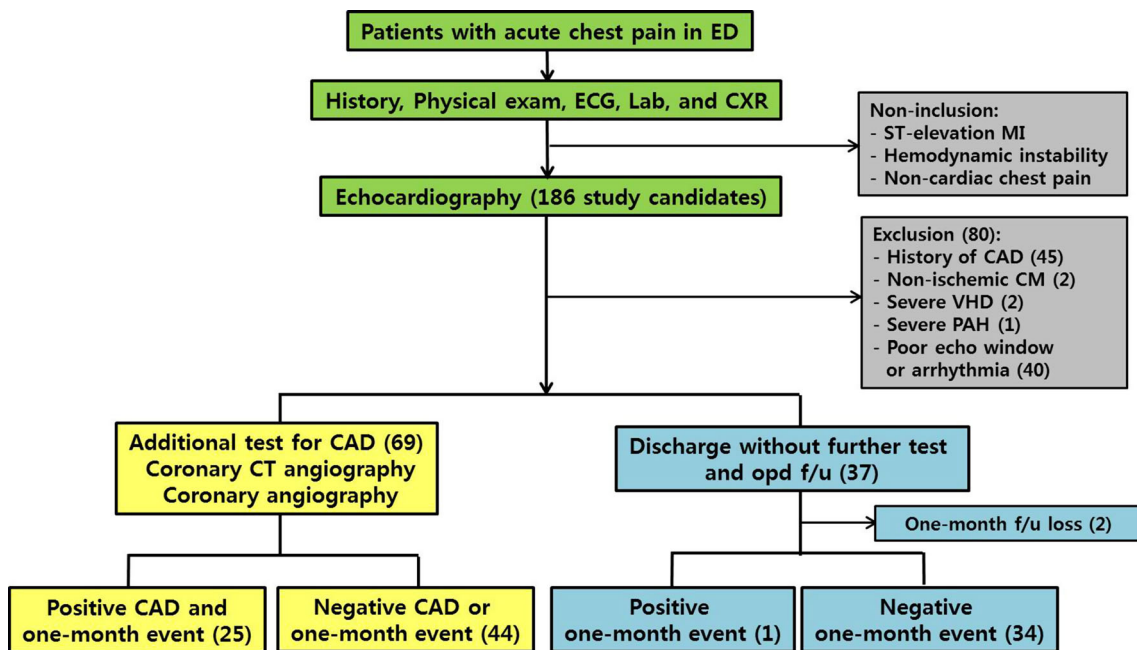 Patients with acute chest pain in ED
History, Physical exam, ECG, Lab, and CXR
Non-inclusion:
- ST-elevation MI
- Hemodynamic instability
- Non-cardiac chest pain
Echocardiography (186 study candidates)
Exclusion (80):
- History of CAD (45)
- Non-ischemic CM (2)
- Severe VHD (2)
- Severe PAH (1)
- Poor echo window
or arrhythmia (40)
Additional test for CAD (69)
Coronary CT angiography
Coronary angiography
Discharge without further test
and opd f/u (37)
One-month f/u loss (2)
Positive CAD and
one-month event (25)
Negative CAD or
one-month event (44)
Positive
one-month event (1)
Negative
one-month event (34)